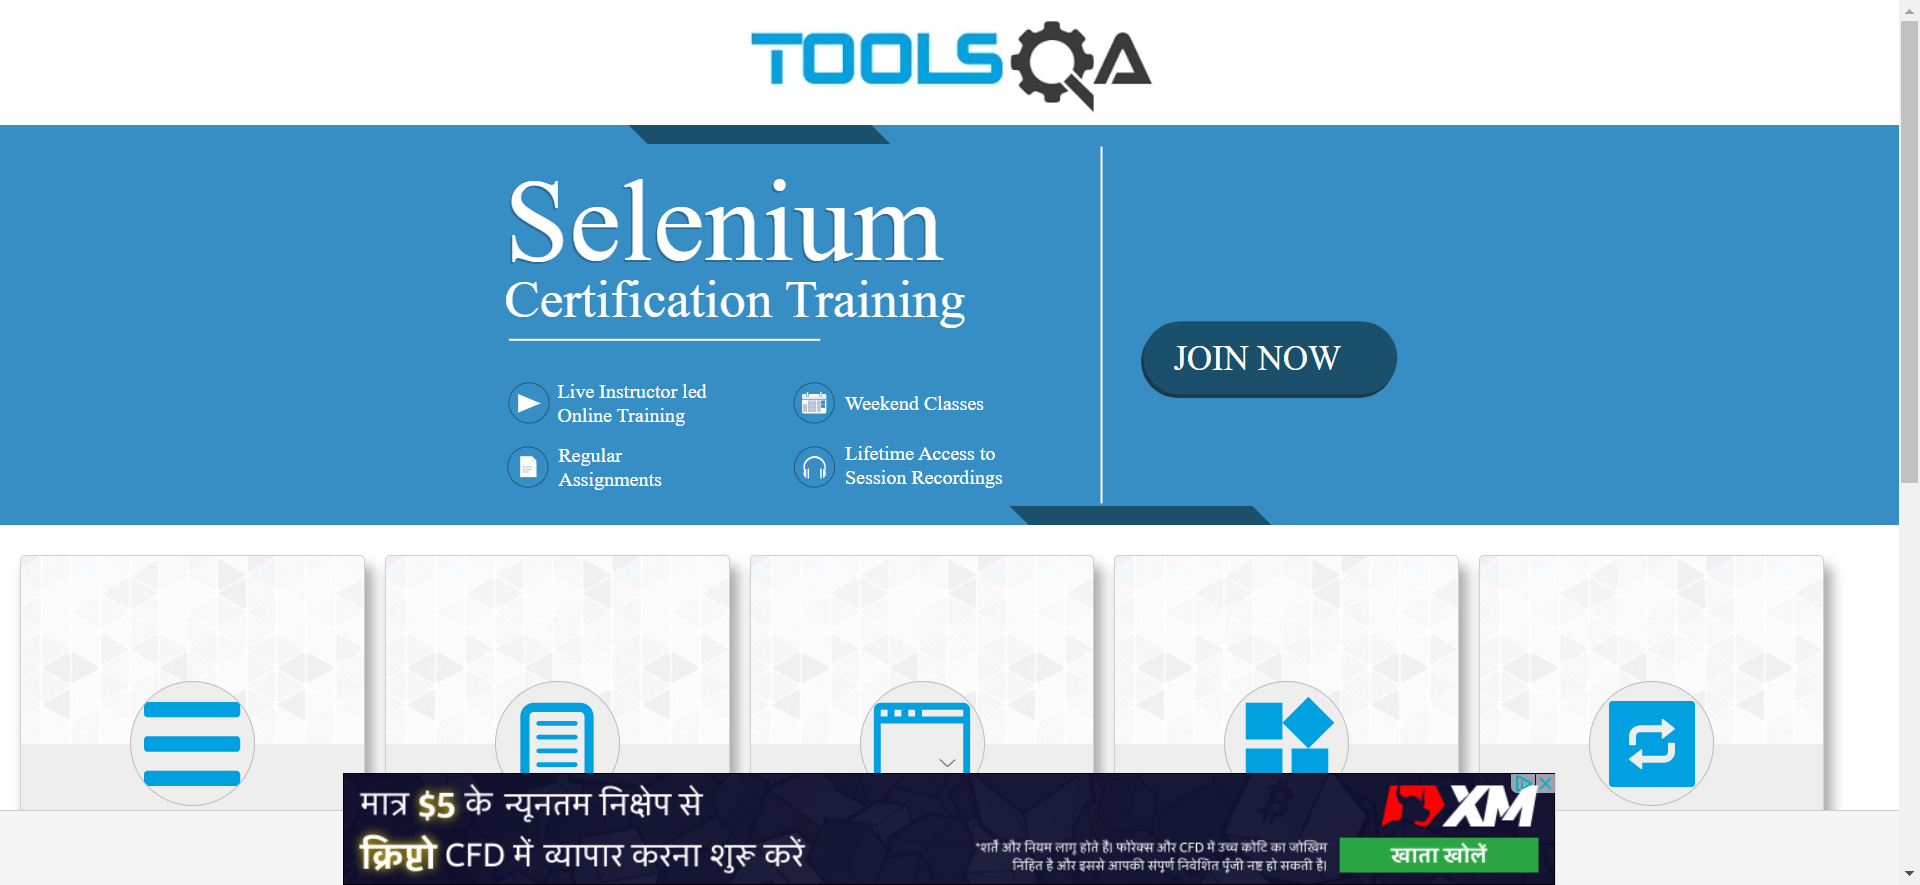 TOOLSQA
Selenium
Certification Training
JOIN NOW
Live Instructor led
Online Training
Weekend Classes
Regular
Assignments
Lifetime Access to
Session Recordings
मात्र $5 के न्यूनतम निक्षेप से
क्रिप्टो CFD में व्यापार करना शुरू करें
*शर्तें और नियम लागू होते हैं। फोरेक्स और CFD में उच्च कोटि का जोखिम
निहित है और इससे आपकी संपूर्ण निवेशित पूँजी नष्ट हो सकती है।
XM
खाता खोलें